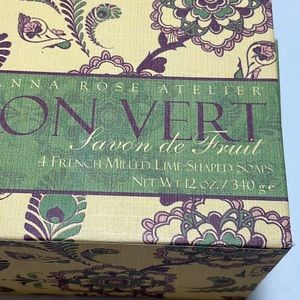 ANNA ROSE ATELIER
ON VERT
Savon de Fruit
4 FRENCH-MILLED LIME-SHAPED SOAPS
NET WT 12 OZ. / 340 g e